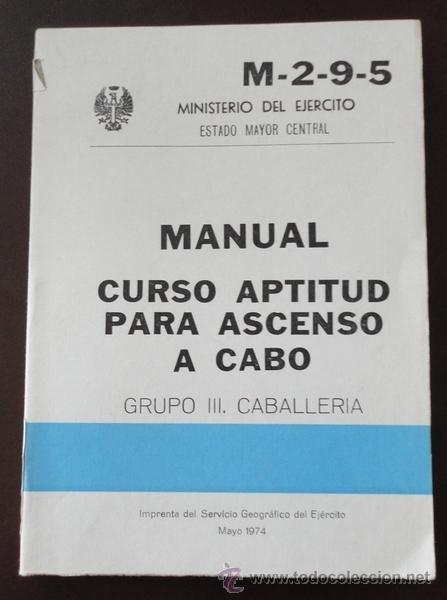 M-2-9-5
MINISTERIO DEL EJERCITO
ESTADO MAYOR CENTRAL
MANUAL
CURSO APTITUD
PARA ASCENSO
A CABO
GRUPO III. CABALLERIA
Imprenta del Servicio Geográfico del Ejército
Mayo 1974
www.todocoleccion.net